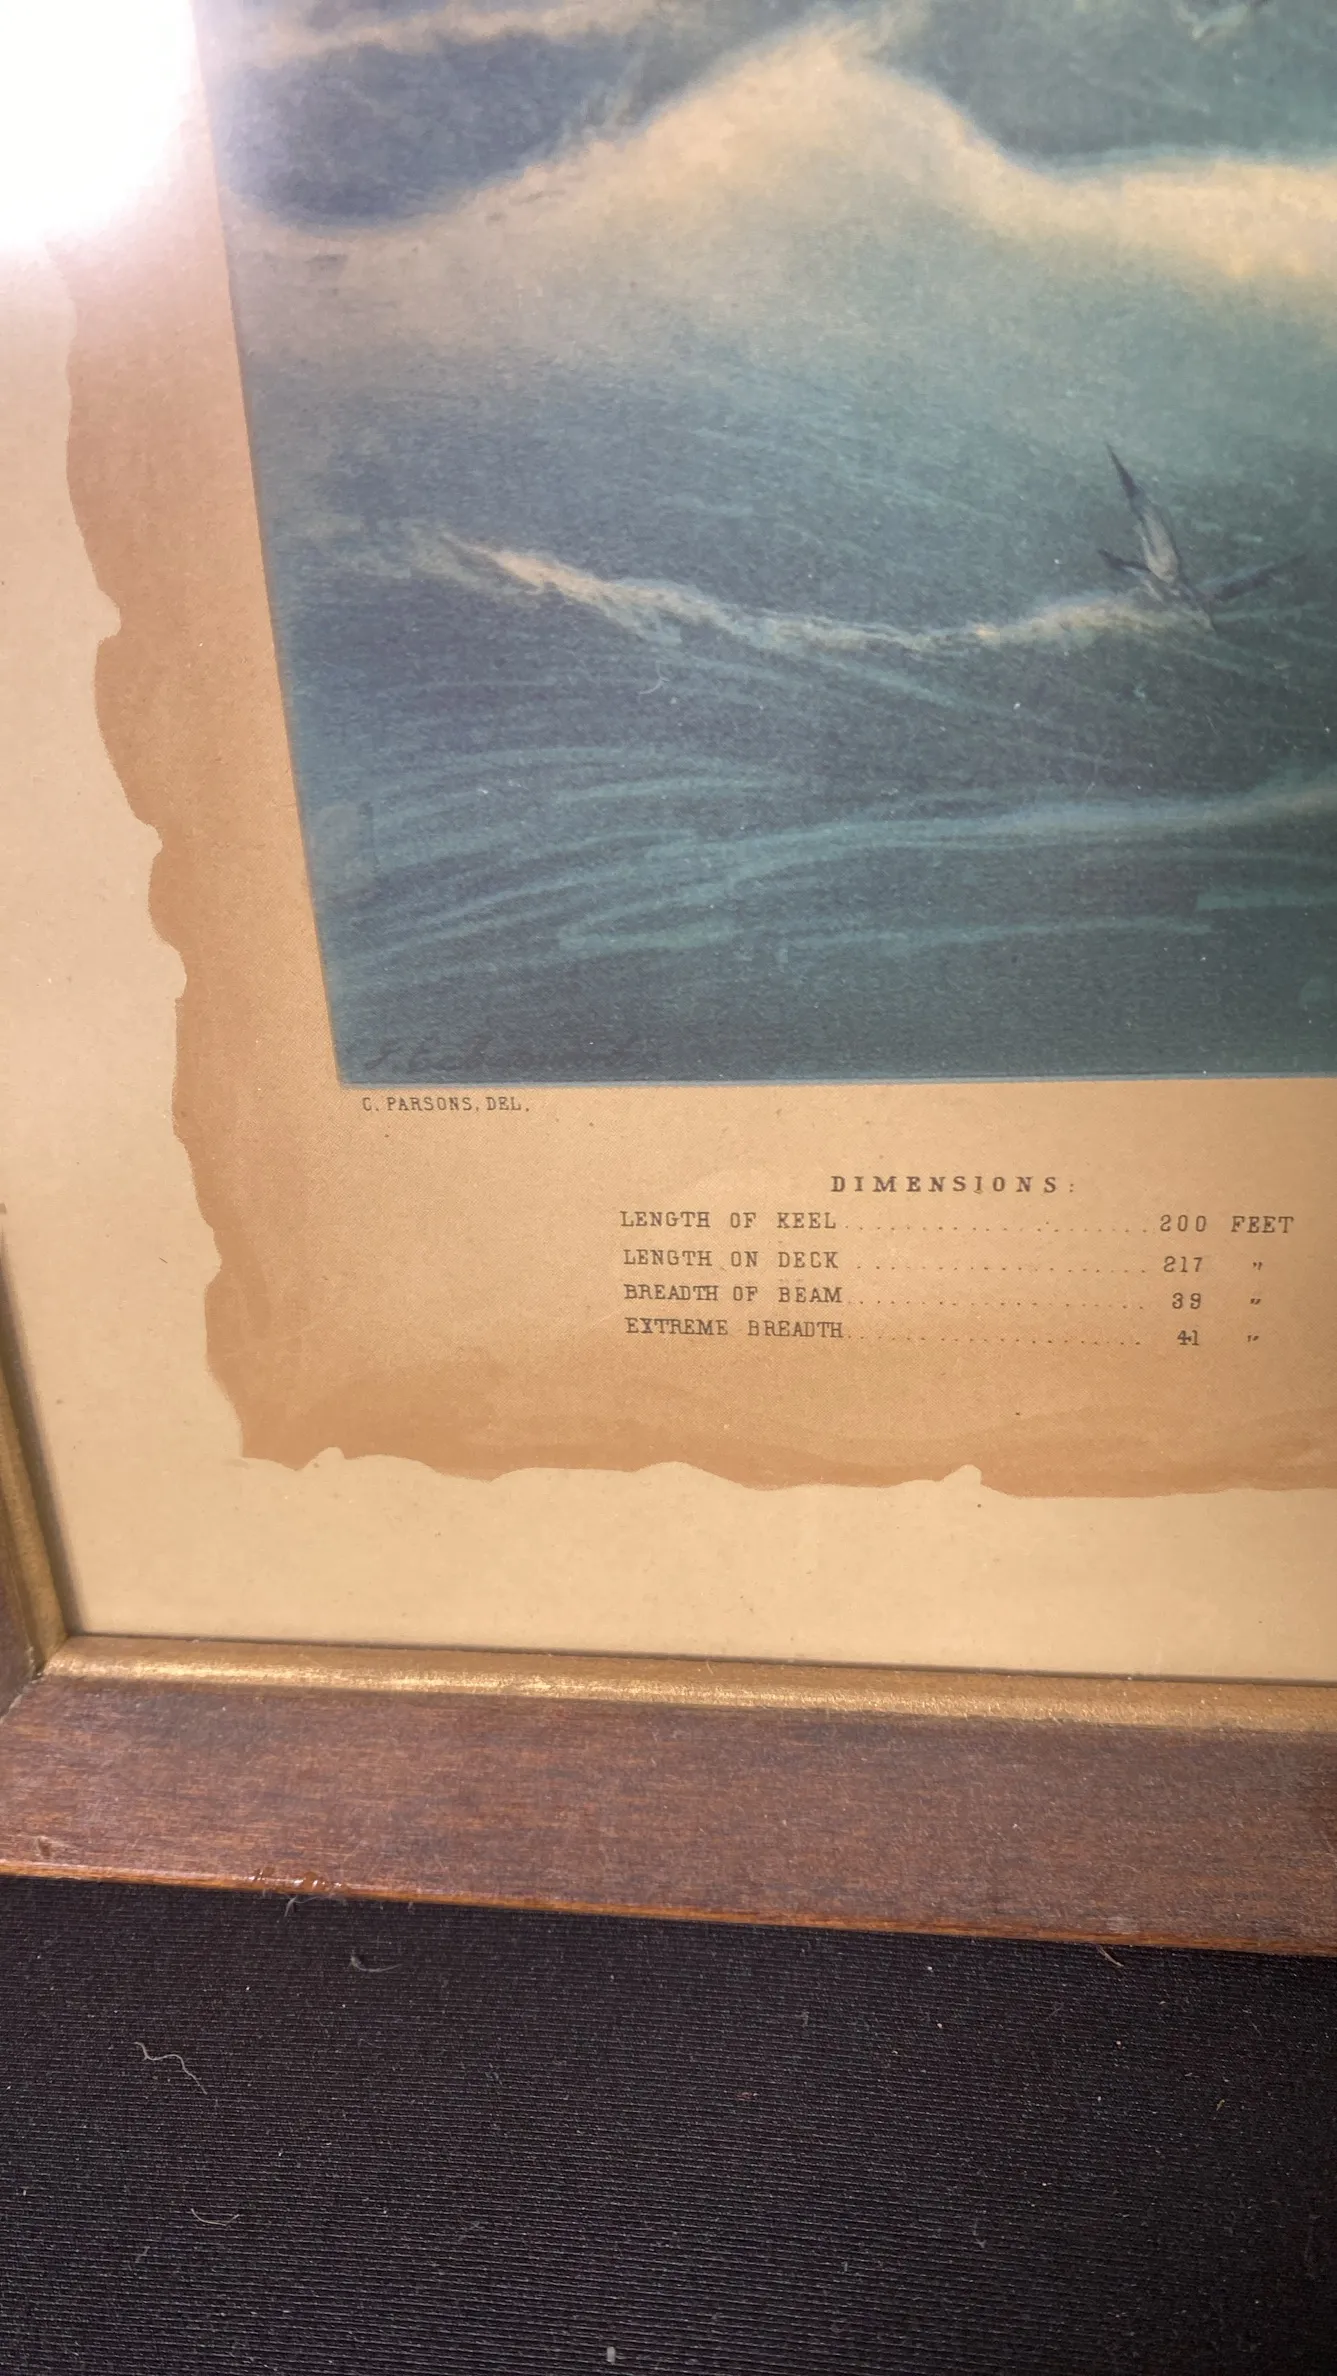 C. PARSONS, DEL.
DIMENSIONS:
LENGTH OF KEEL.....................200 FEET
LENGTH ON DECK.....................217 "
BREADTH OF BEAM.....................39 "
EXTREME BREADTH.....................41 "